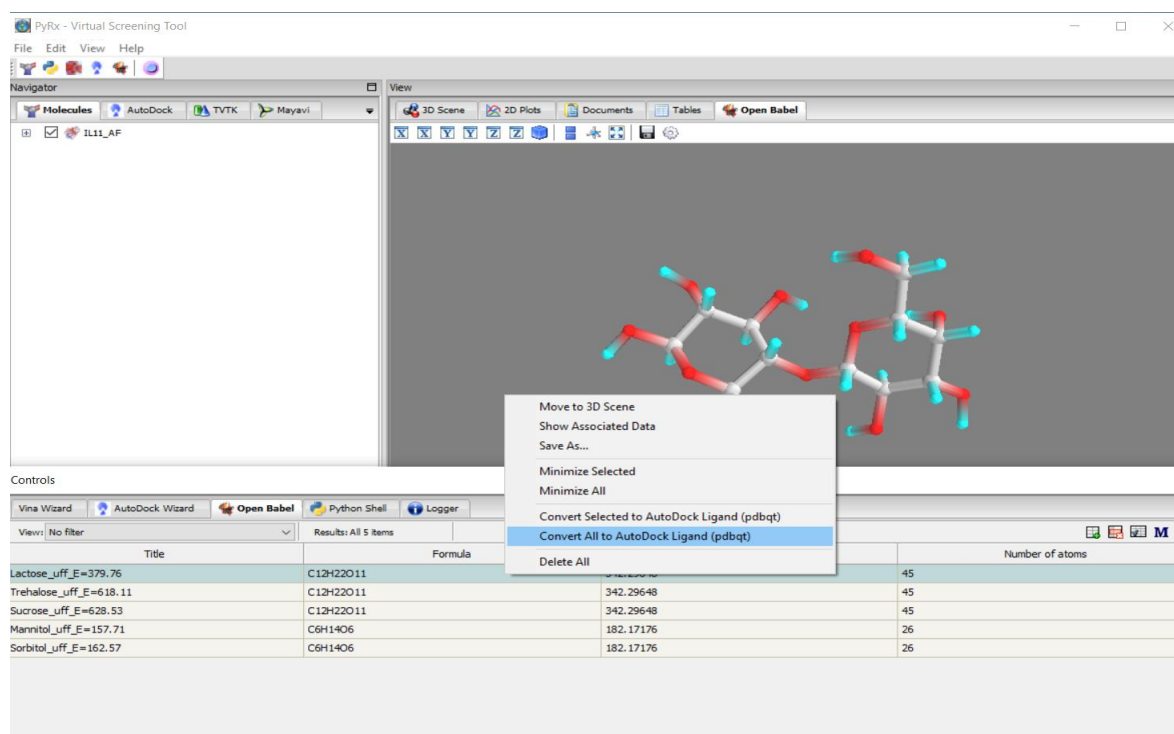 PyRx - Virtual Screening Tool
File Edit View Help
Navigator
View
Molecules AutoDock TVTK Mayavi
3D Scene 2D Plots Documents Tables Open Babel
IL11_AF
X X Y Y Z Z
Move to 3D Scene
Show Associated Data
Save As...
Minimize Selected
Minimize All
Convert Selected to AutoDock Ligand (pdbqt)
Convert All to AutoDock Ligand (pdbqt)
Delete All
Controls
Vina Wizard AutoDock Wizard Open Babel Python Shell Logger
View: No filter Results: All 5 items M
Title Formula Number of atoms
Lactose_uff_E=379.76 C12H22O11 45
Trehalose_uff_E=618.11 C12H22O11 342.29648 45
Sucrose_uff_E=628.53 C12H22O11 342.29648 45
Mannitol_uff_E=157.71 C6H14O6 182.17176 26
Sorbitol_uff_E=162.57 C6H14O6 182.17176 26